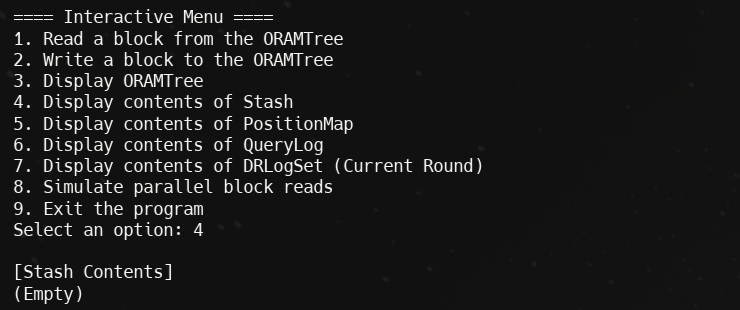 ==== Interactive Menu ====
1. Read a block from the ORAMTree
2. Write a block to the ORAMTree
3. Display ORAMTree
4. Display contents of Stash
5. Display contents of PositionMap
6. Display contents of QueryLog
7. Display contents of DRLogSet (Current Round)
8. Simulate parallel block reads
9. Exit the program
Select an option: 4
[Stash Contents]
(Empty)